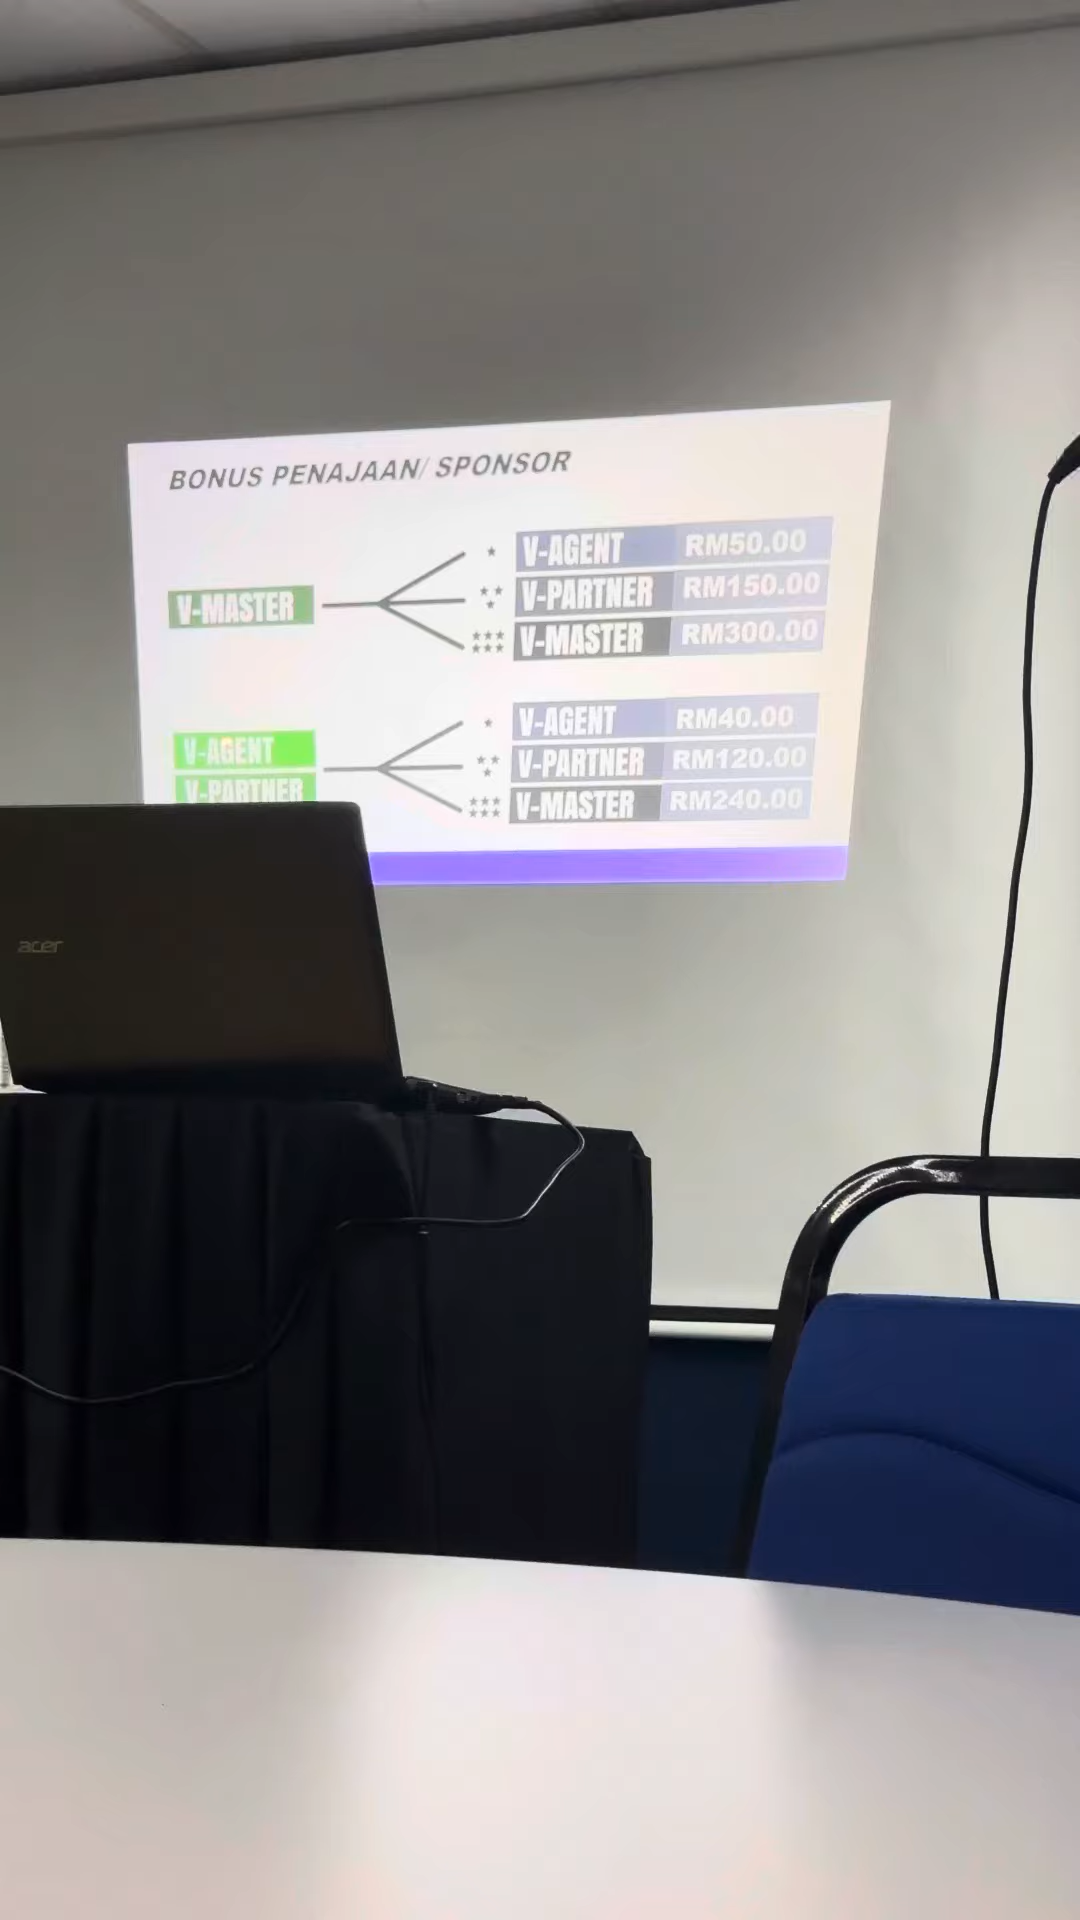 BONUS PENAJAAN/ SPONSOR
V-MASTER
V-AGENT RM50.00
V-PARTNER RM150.00
V-MASTER RM300.00
V-AGENT
V-PARTNER
V-AGENT RM40.00
V-PARTNER RM120.00
V-MASTER RM240.00
acer